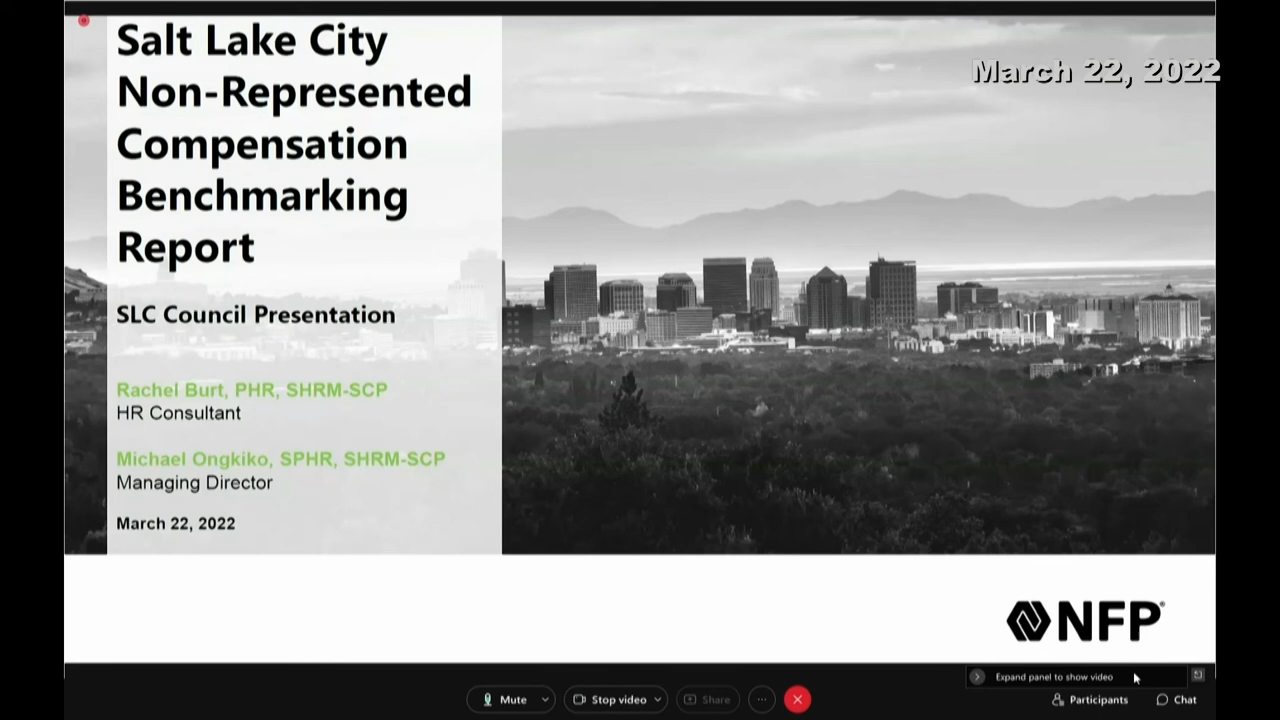 Salt Lake City
Non-Represented
Compensation
Benchmarking
Report
SLC Council Presentation
Rachel Burt, PHR, SHRM-SCP
HR Consultant
Michael Ongkiko, SPHR, SHRM-SCP
Managing Director
March 22, 2022
March 22, 2022
NFP®
Expand panel to show video
Mute
Stop video
Share
Participants
Chat